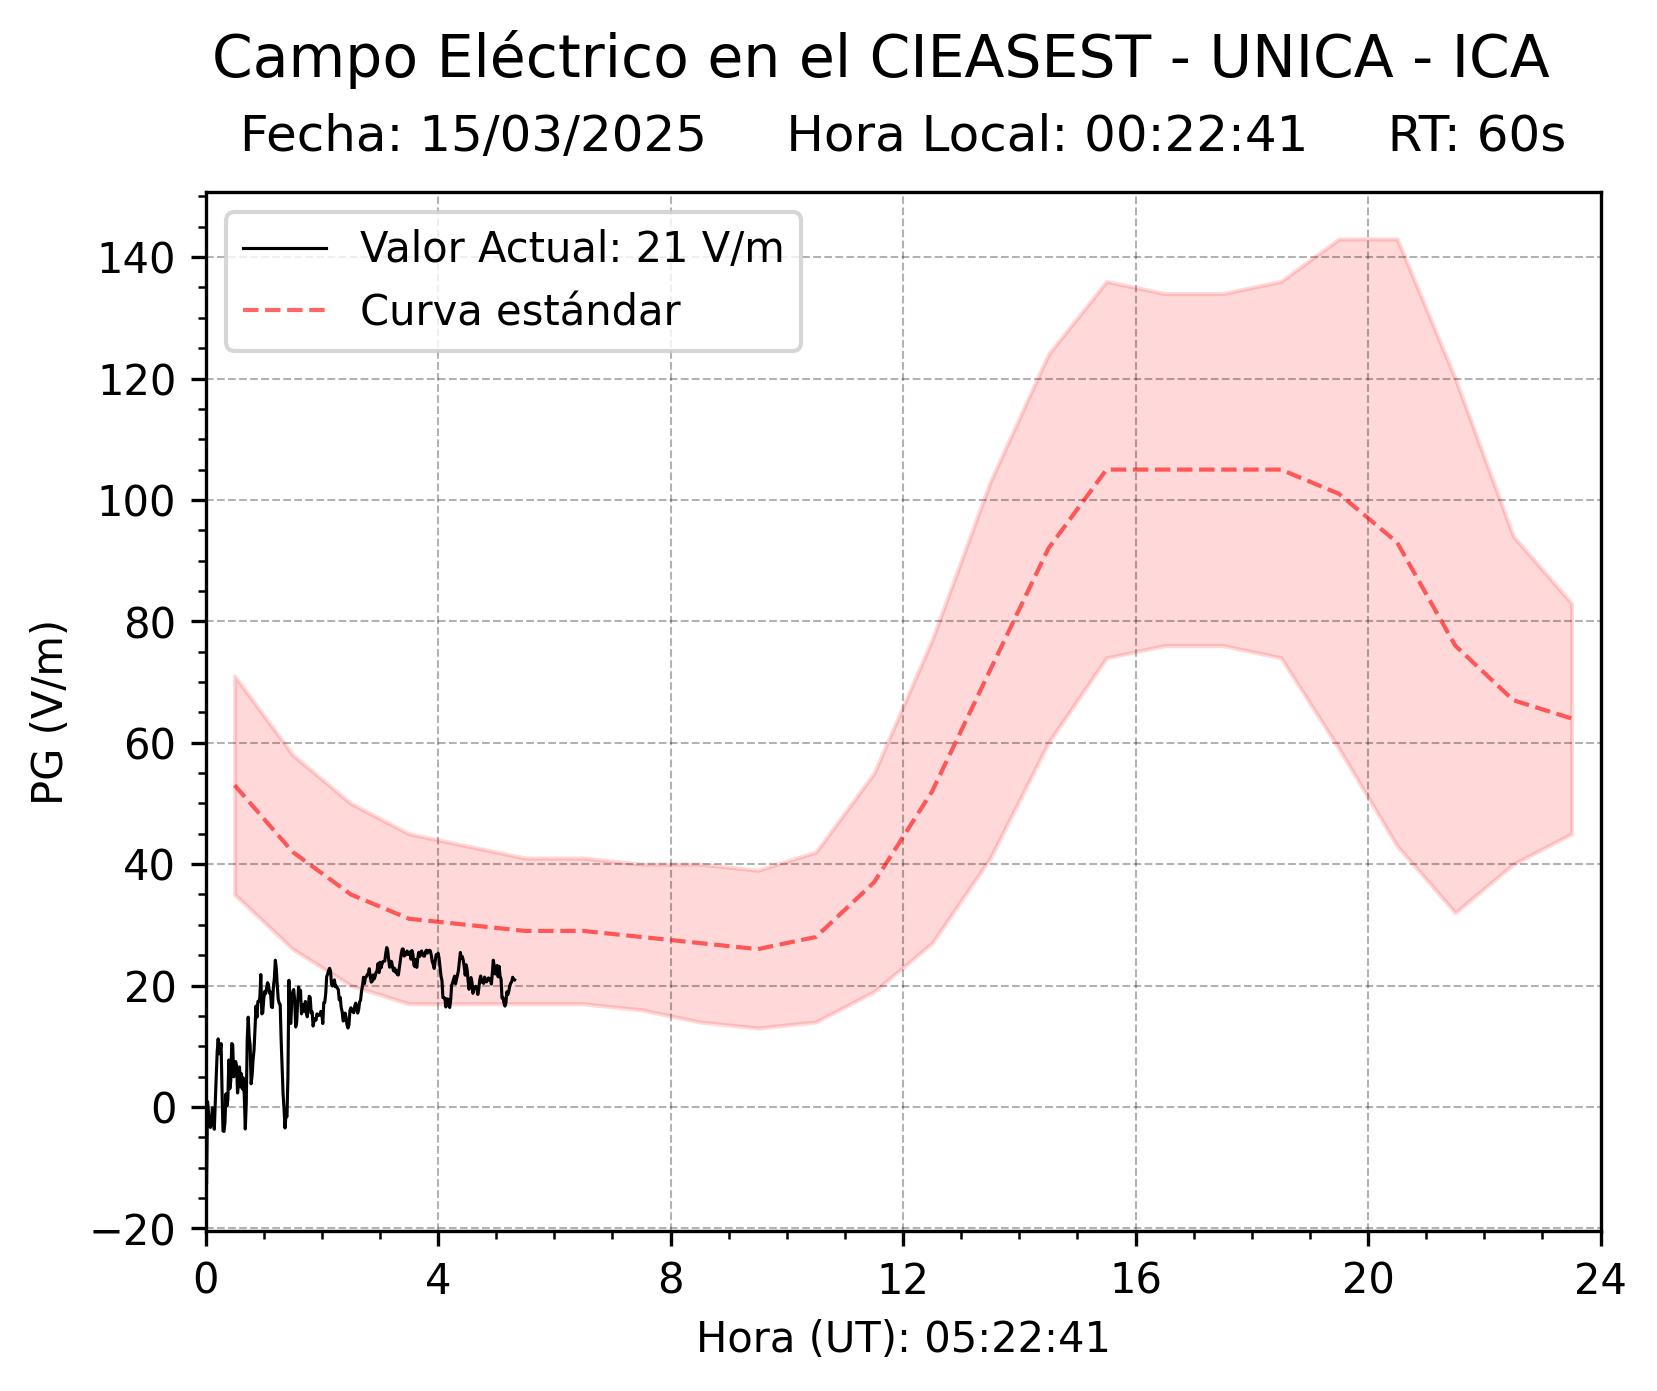 Campo Eléctrico en el CIEASEST - UNICA - ICA
Fecha: 15/03/2025 Hora Local: 00:22:41 RT: 60s
Valor Actual: 21 V/m
Curva estándar
PG (V/m)
140
120
100
80
60
40
20
0
−20
0 4 8 12 16 20 24
Hora (UT): 05:22:41